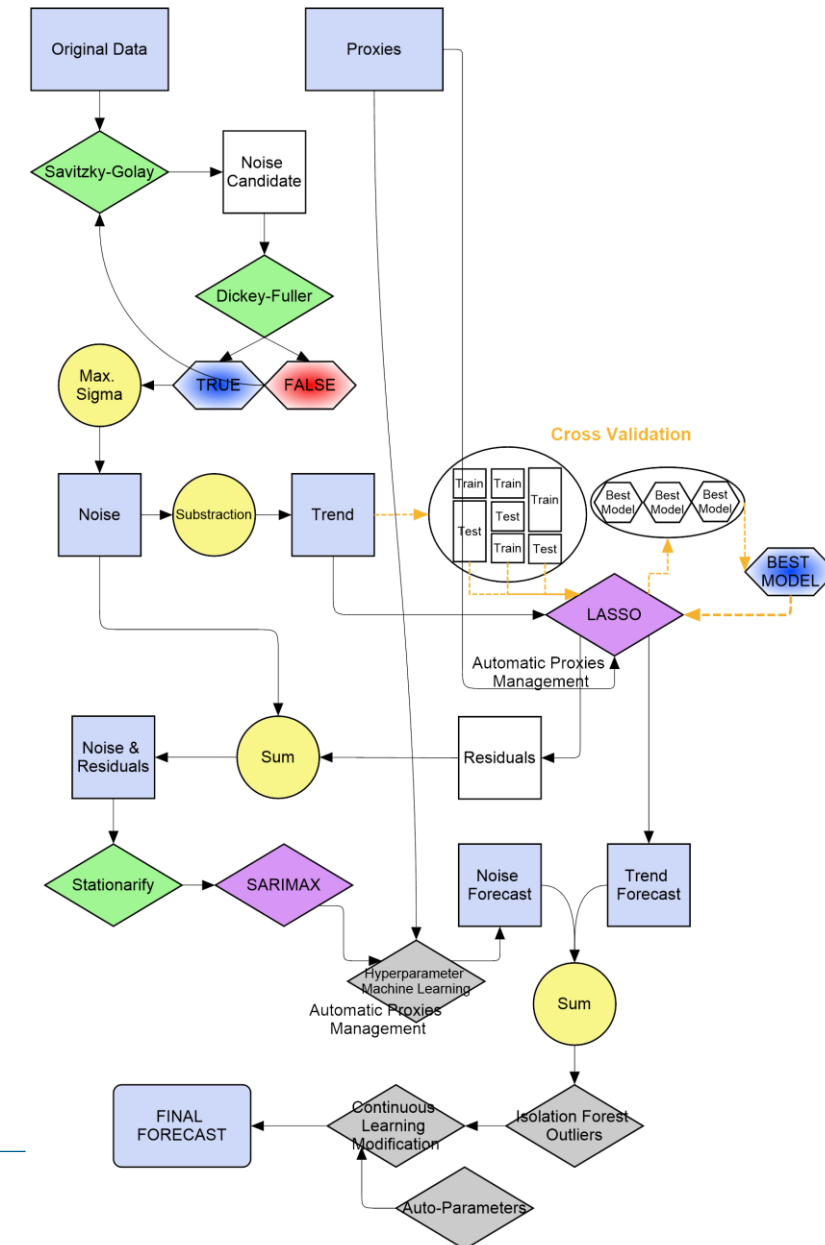 Original Data
Proxies
Savitzky-Golay
Noise
Candidate
Dickey-Fuller
Max.
Sigma
TRUE
FALSE
Cross Validation
Train
Train
Train
Test
Test
Train
Test
Best
Model
Best
Model
Best
Model
BEST
MODEL
Noise
Substraction
Trend
LASSO
Automatic Proxies
Management
Noise &
Residuals
Sum
Residuals
Stationarify
SARIMAX
Noise
Forecast
Trend
Forecast
Hyperparameter
Machine Learning
Automatic Proxies
Management
Sum
FINAL
FORECAST
Continuous
Learning
Modification
Isolation Forest
Outliers
Auto-Parameters